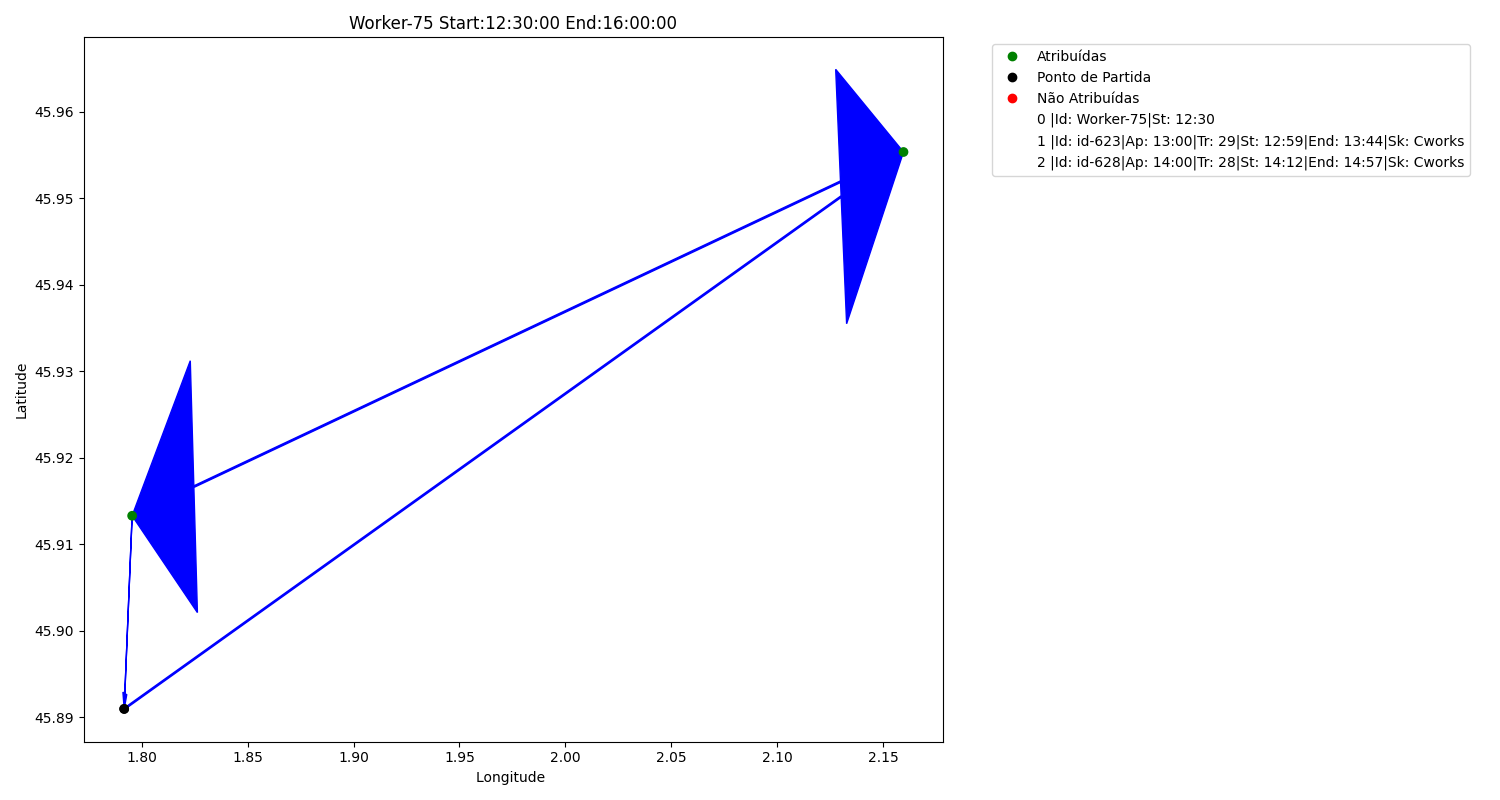 Worker-75 Start:12:30:00 End:16:00:00
45.96
45.95
45.94
45.93
45.92
45.91
45.90
45.89
Latitude
1.80 1.85 1.90 1.95 2.00 2.05 2.10 2.15
Longitude
Atribuídas
Ponto de Partida
Não Atribuídas
0 |Id: Worker-75|St: 12:30
1 |Id: id-623|Ap: 13:00|Tr: 29|St: 12:59|End: 13:44|Sk: Cworks
2 |Id: id-628|Ap: 14:00|Tr: 28|St: 14:12|End: 14:57|Sk: Cworks